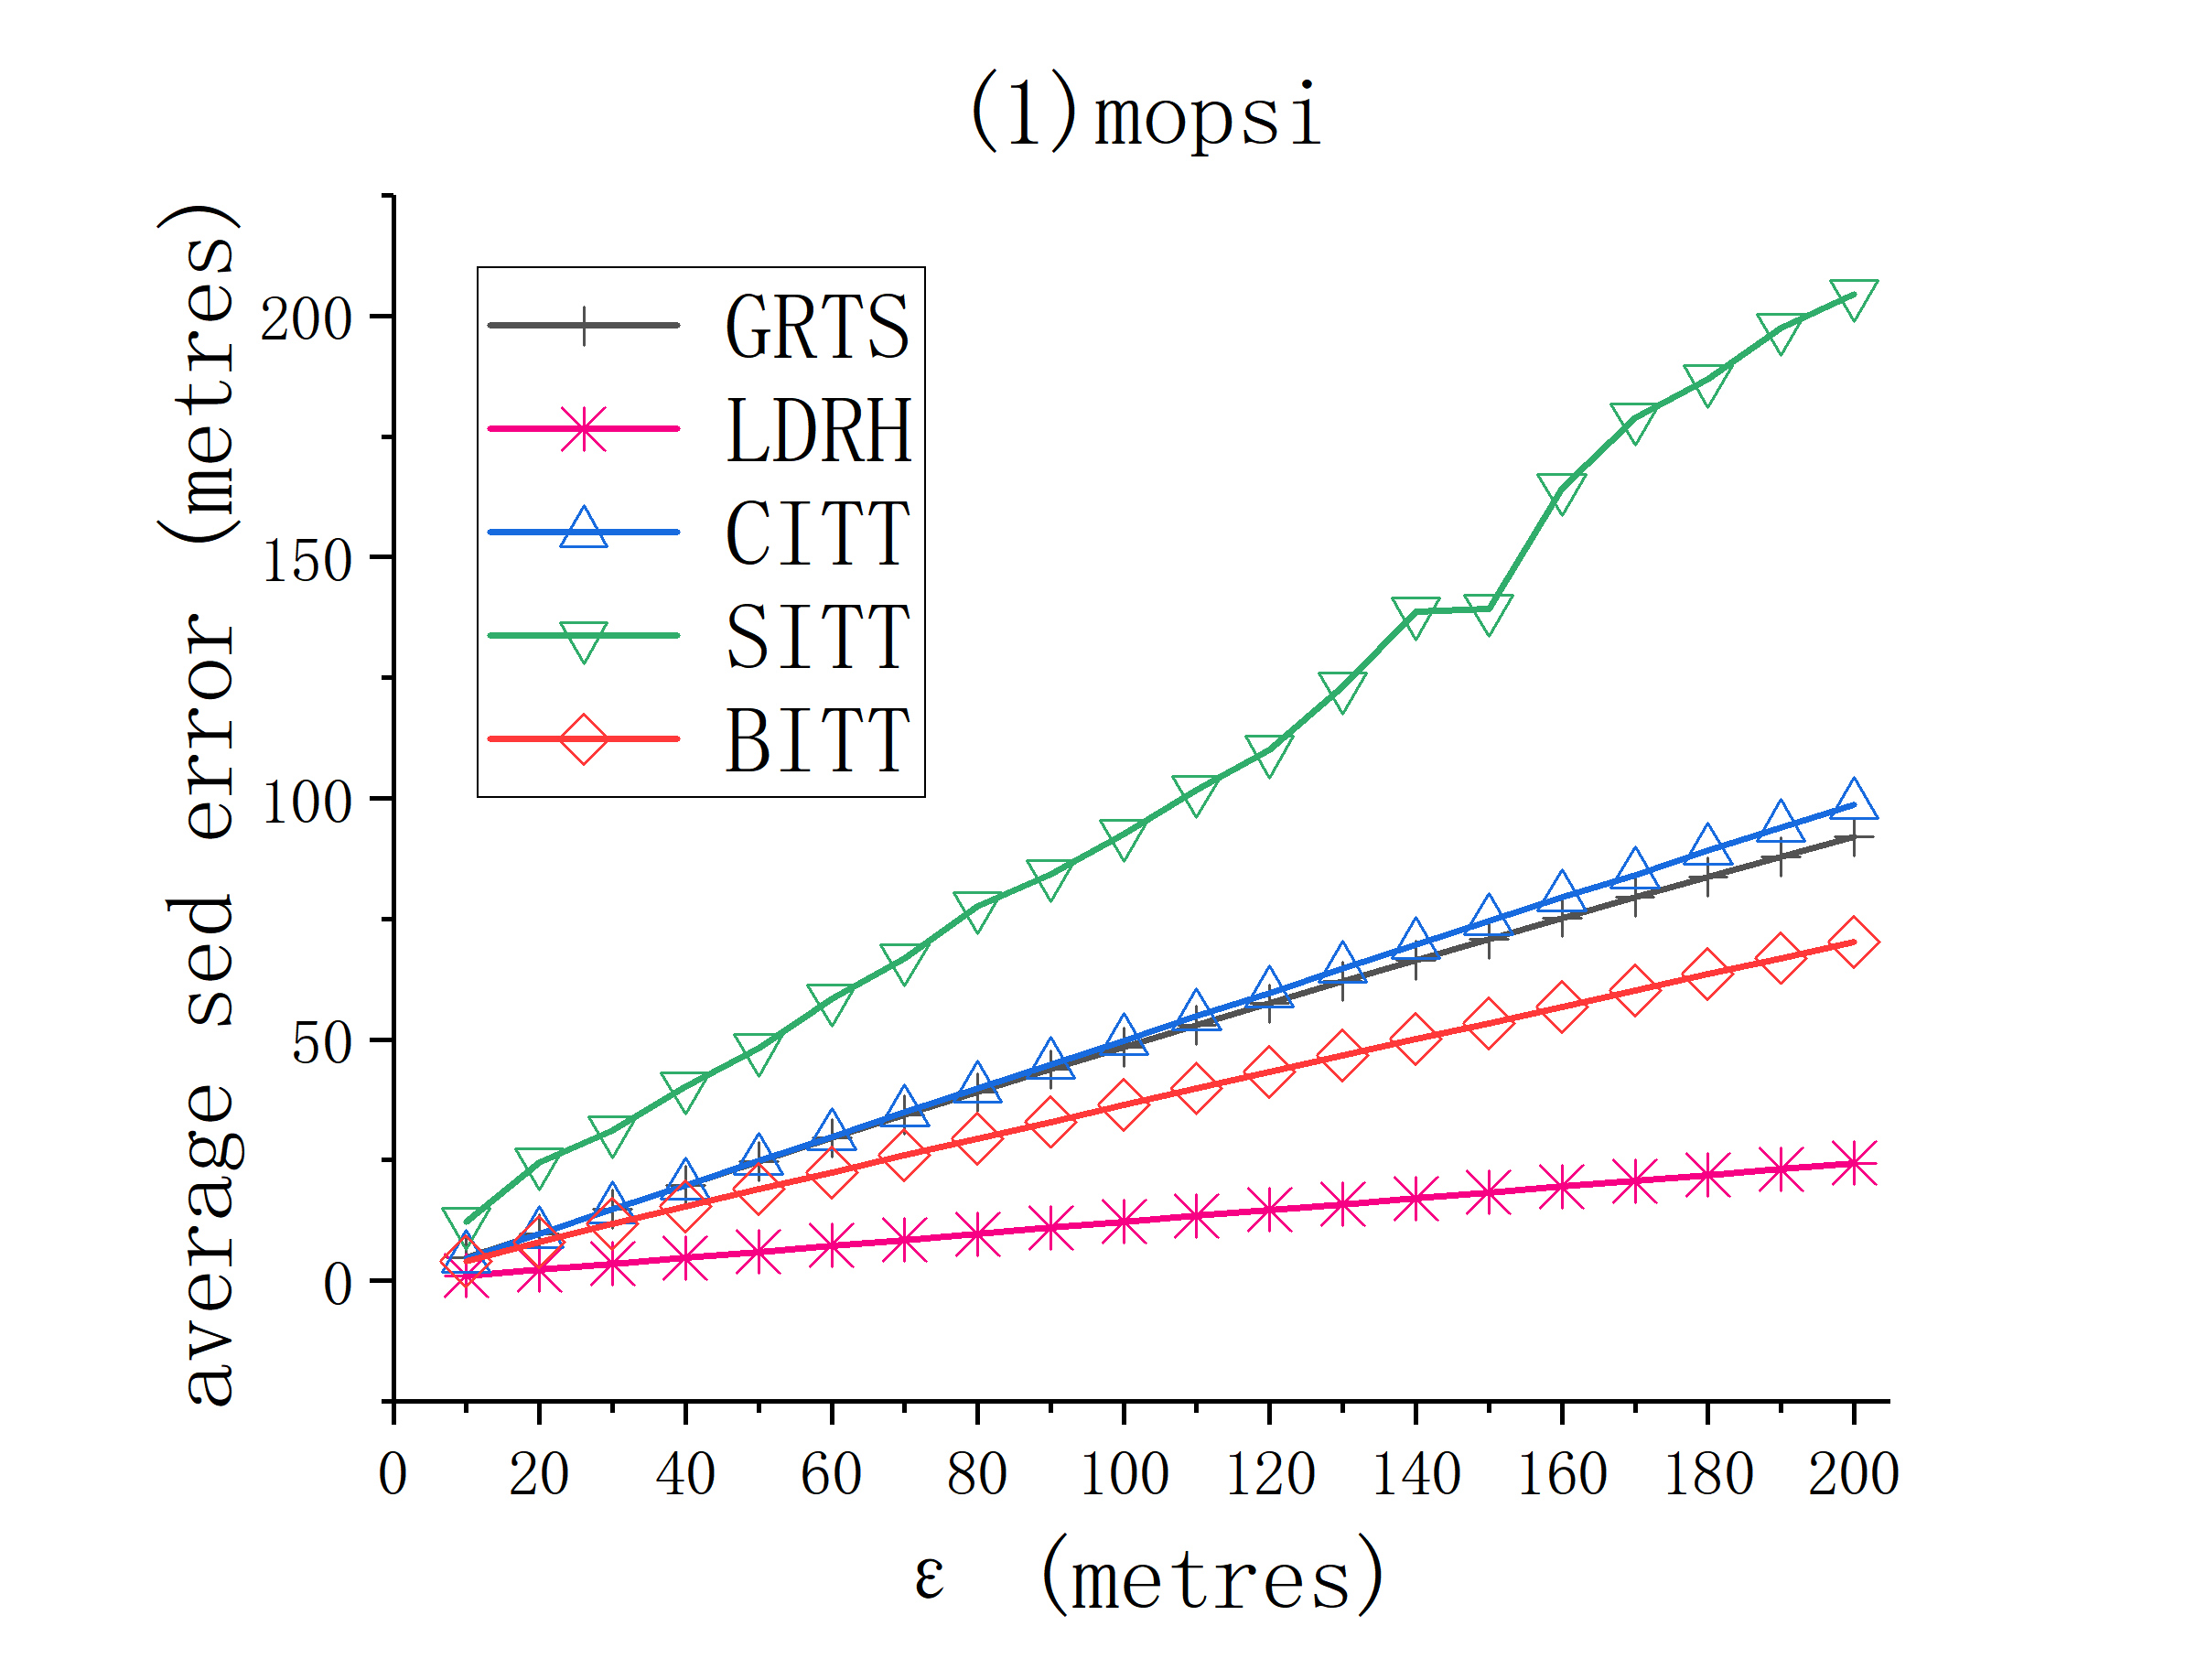 (1)mopsi
average sed error (metres)
200
150
100
50
0
GRTS
LDRH
CITT
SITT
BITT
0 20 40 60 80 100 120 140 160 180 200
ε (metres)